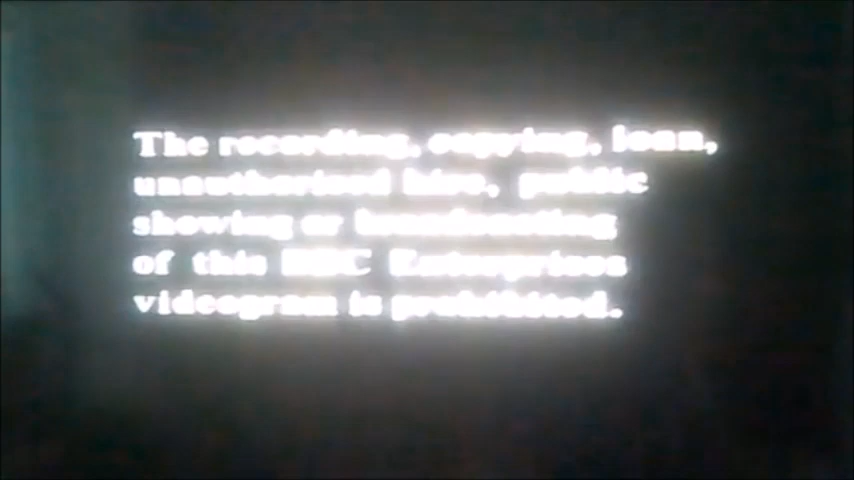 The recording, copying, loan,
unauthorised hire, public
showing or broadcasting
of this BBC Enterprises
videogram is prohibited.